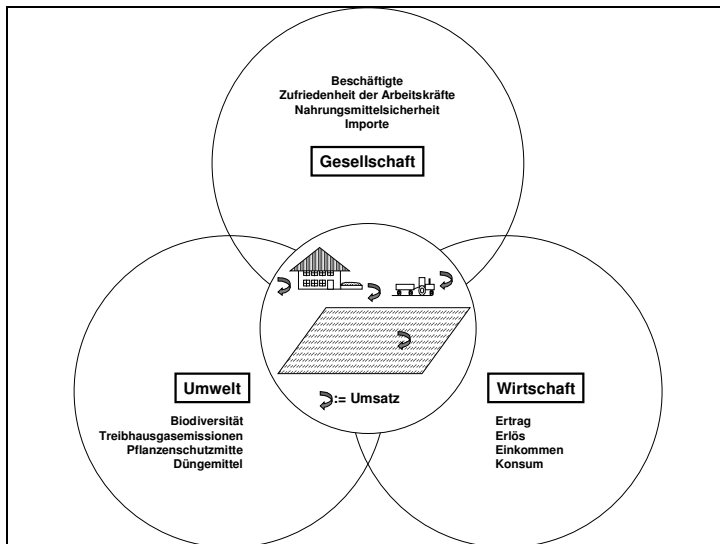 Beschäftigte
Zufriedenheit der Arbeitskräfte
Nahrungsmittelsicherheit
Importe
Gesellschaft
:= Umsatz
Umwelt
Biodiversität
Treibhausgasemissionen
Pflanzenschutzmitte
Düngemittel
Wirtschaft
Ertrag
Erlös
Einkommen
Konsum